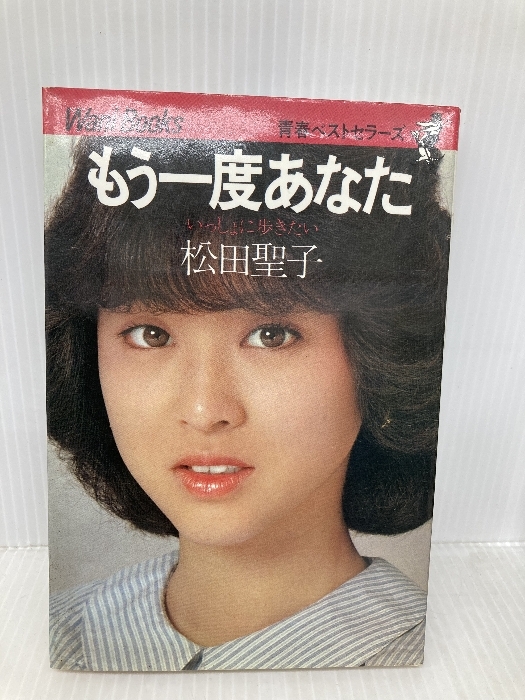 Wani Books
青春ベストセラーズ
もう一度あなた
いっしょに歩きたい
松田聖子